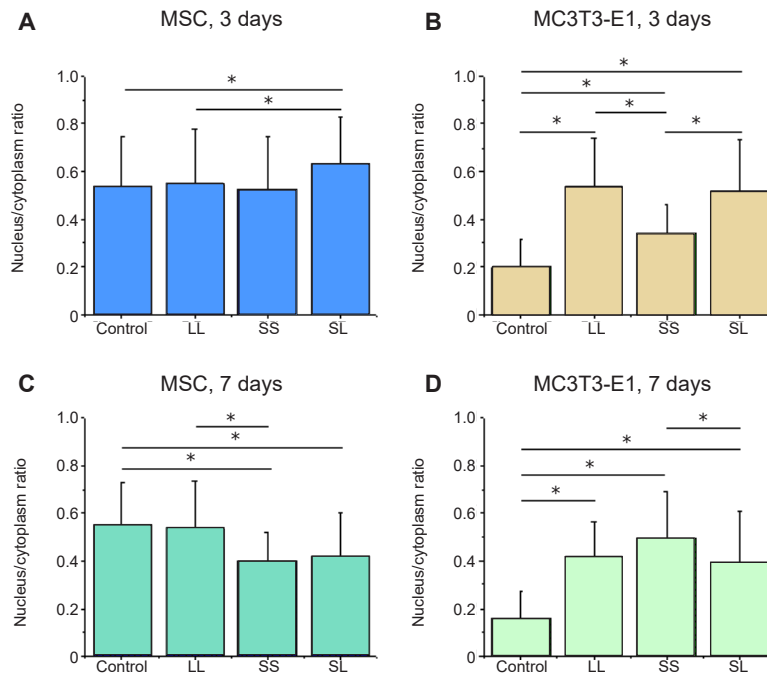 A
MSC, 3 days
Nucleus/cytoplasm ratio
1.0
0.8
0.6
0.4
0.2
0
*
*
Control
LL
SS
SL
B
MC3T3-E1, 3 days
Nucleus/cytoplasm ratio
1.0
0.8
0.6
0.4
0.2
0
*
*
*
*
*
Control
LL
SS
SL
C
MSC, 7 days
Nucleus/cytoplasm ratio
1.0
0.8
0.6
0.4
0.2
0
*
*
*
Control
LL
SS
SL
D
MC3T3-E1, 7 days
Nucleus/cytoplasm ratio
1.0
0.8
0.6
0.4
0.2
0
*
*
*
*
Control
LL
SS
SL